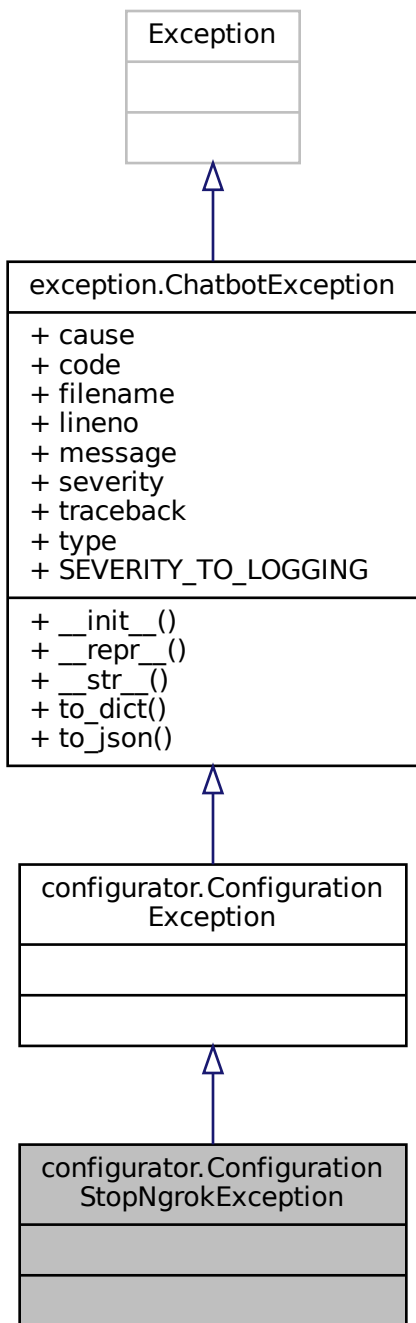 Exception
exception.ChatbotException
+ cause
+ code
+ filename
+ lineno
+ message
+ severity
+ traceback
+ type
+ SEVERITY_TO_LOGGING
+ __init__()
+ __repr__()
+ __str__()
+ to_dict()
+ to_json()
configurator.Configuration
Exception
configurator.Configuration
StopNgrokException